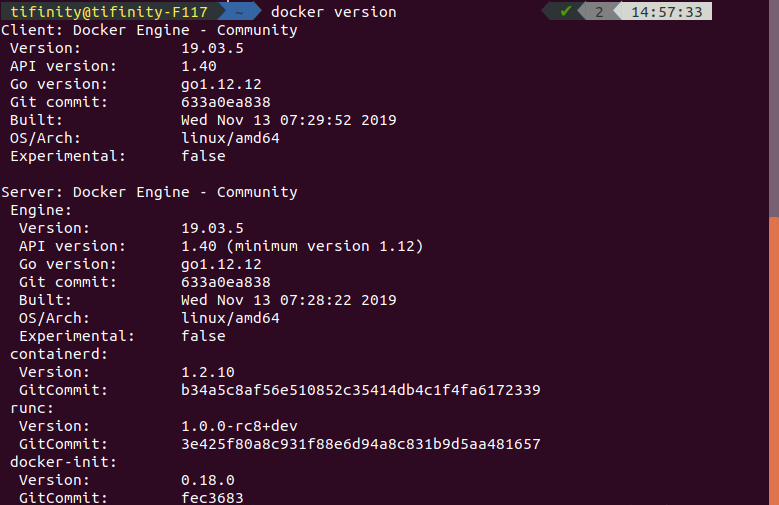 tifinity@tifinity-F117 ~ docker version ✔ 2 14:57:33
Client: Docker Engine - Community
Version: 19.03.5
API version: 1.40
Go version: go1.12.12
Git commit: 633a0ea838
Built: Wed Nov 13 07:29:52 2019
OS/Arch: linux/amd64
Experimental: false
Server: Docker Engine - Community
Engine:
Version: 19.03.5
API version: 1.40 (minimum version 1.12)
Go version: go1.12.12
Git commit: 633a0ea838
Built: Wed Nov 13 07:28:22 2019
OS/Arch: linux/amd64
Experimental: false
containerd:
Version: 1.2.10
GitCommit: b34a5c8af56e510852c35414db4c1f4fa6172339
runc:
Version: 1.0.0-rc8+dev
GitCommit: 3e425f80a8c931f88e6d94a8c831b9d5aa481657
docker-init:
Version: 0.18.0
GitCommit: fec3683